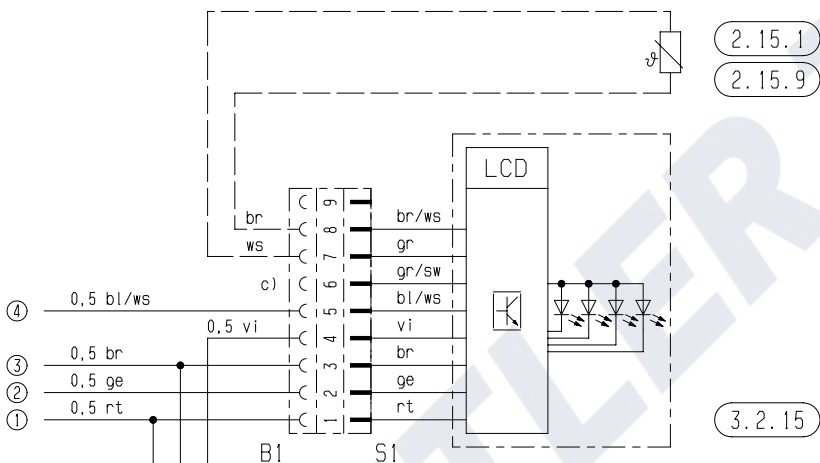 2.15.1
ϑ
2.15.9
LCD
9
br 8 br/ws
ws 7 gr
c) 6 gr/sw
④ 0,5 bl/ws 5 bl/ws
0,5 vi 4 vi
③ 0,5 br 3 br
② 0,5 ge 2 ge
① 0,5 rt 1 rt
3.2.15
B1 S1